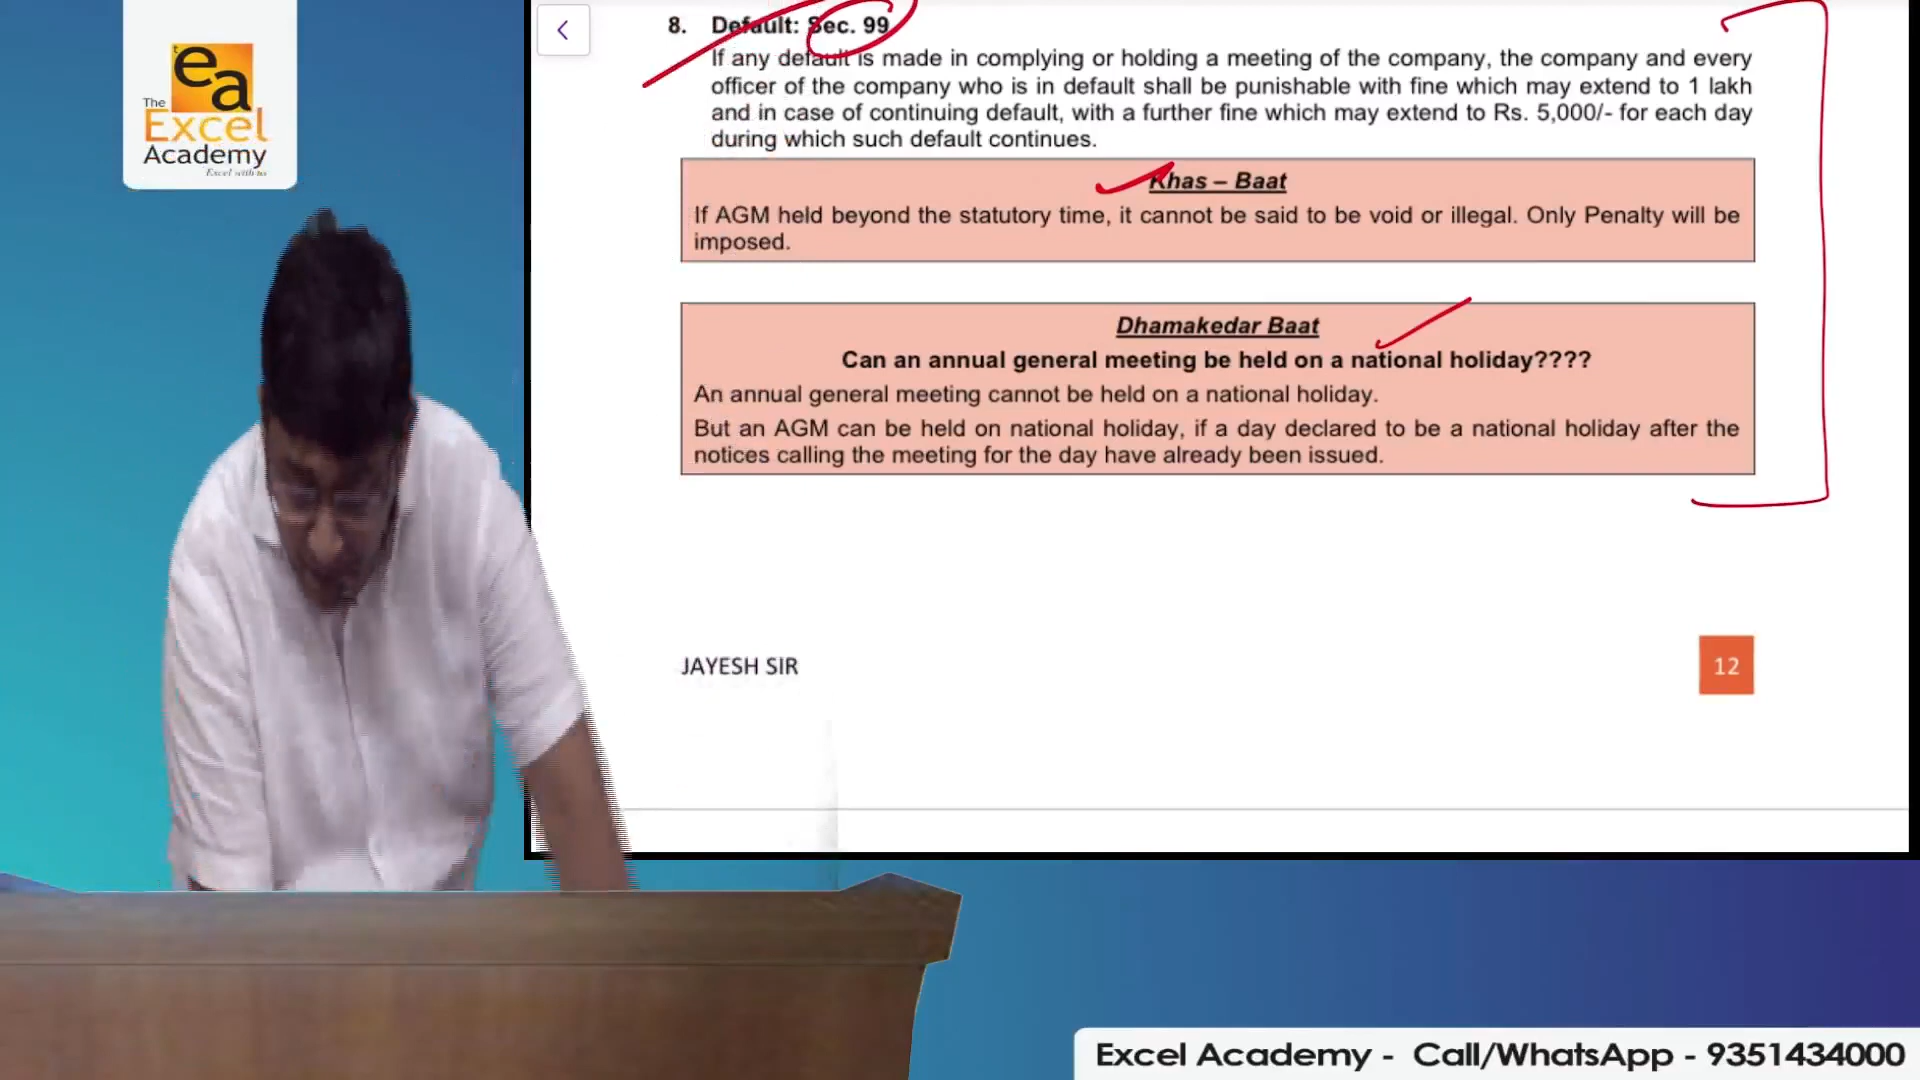 ea
The
Excel
Academy
Excel with us
8. Default: Sec. 99
If any default is made in complying or holding a meeting of the company, the company and every
officer of the company who is in default shall be punishable with fine which may extend to 1 lakh
and in case of continuing default, with a further fine which may extend to Rs. 5,000/- for each day
during which such default continues.
Khas – Baat
If AGM held beyond the statutory time, it cannot be said to be void or illegal. Only Penalty will be
imposed.
Dhamakedar Baat
Can an annual general meeting be held on a national holiday????
An annual general meeting cannot be held on a national holiday.
But an AGM can be held on national holiday, if a day declared to be a national holiday after the
notices calling the meeting for the day have already been issued.
JAYESH SIR
12
Excel Academy - Call/WhatsApp - 9351434000